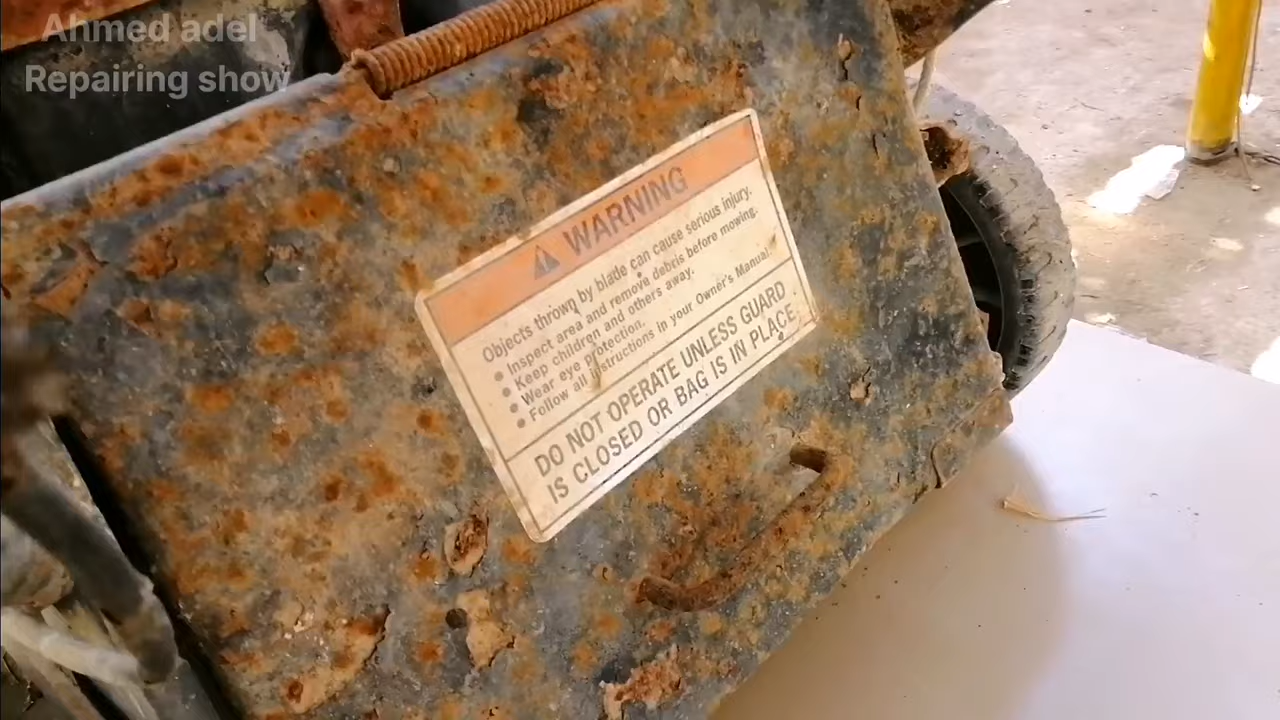 Ahmed adel
Repairing show
WARNING
Objects thrown by blade can cause serious injury.
● Inspect area and remove debris before mowing.
● Keep children and others away.
● Wear eye protection.
● Follow all instructions in your Owner's Manual.
DO NOT OPERATE UNLESS GUARD
IS CLOSED OR BAG IS IN PLACE.